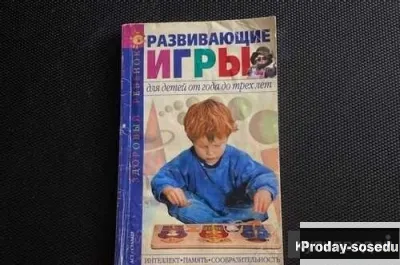 РАЗВИВАЮЩИЕ
ИГРЫ
для детей от года до трех лет
ЗДОРОВЫЙ РЕБЕНОК
ИНТЕЛЛЕКТ•ПАМЯТЬ•СООБРАЗИТЕЛЬНОСТЬ
Proday-sosedu